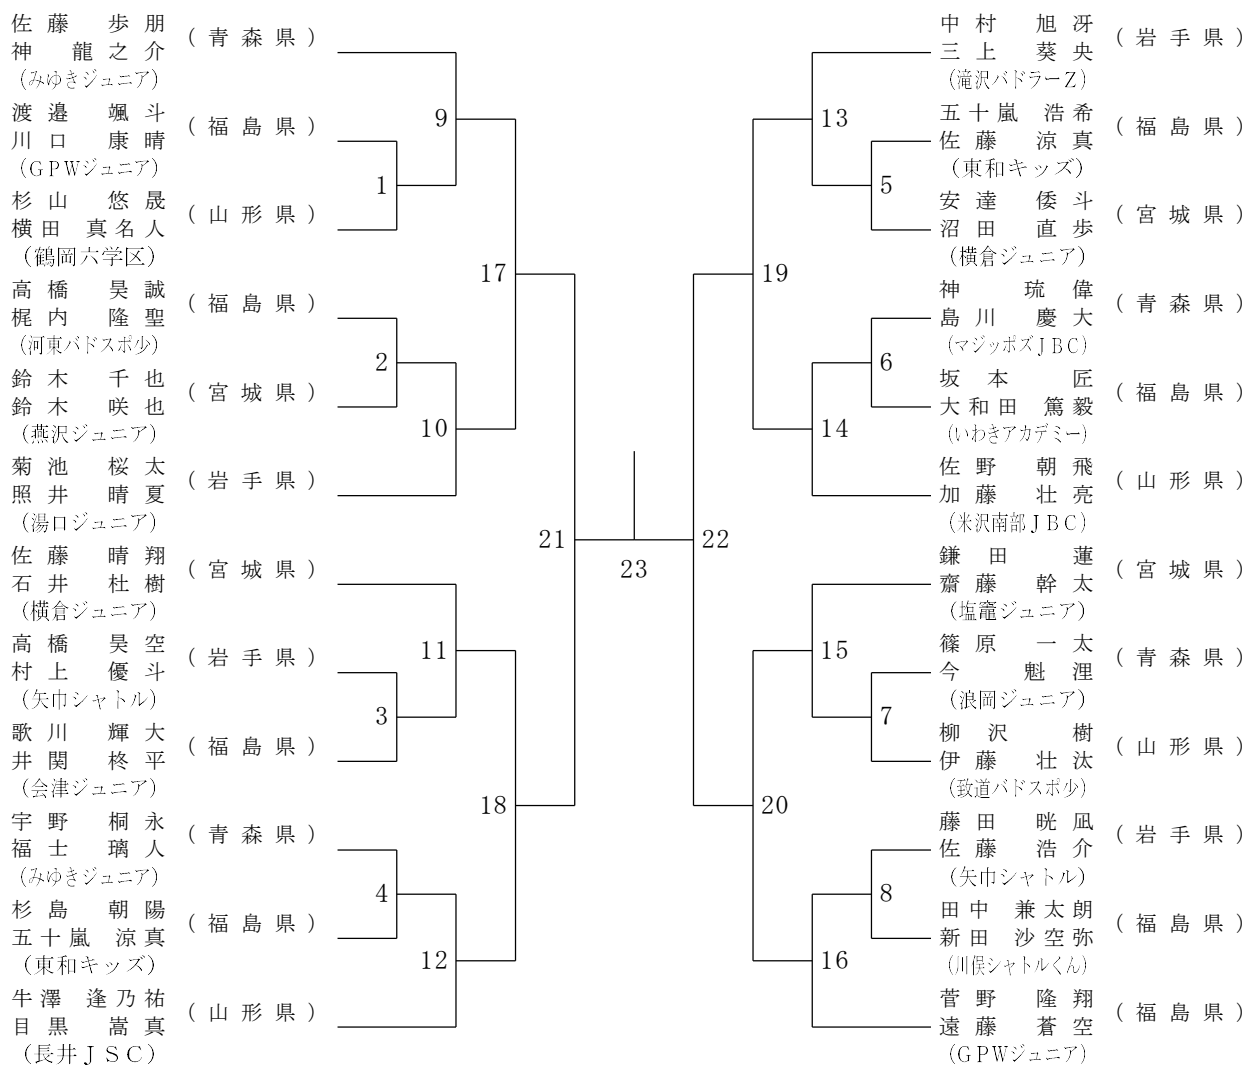 佐藤 歩朋
神 龍之介
(青森県)
(みゆきジュニア)
渡邉 颯斗
川口 康晴
(福島県)
(GPWジュニア)
杉山 悠晟
横田 真名人
(山形県)
(鶴岡六学区)
高橋 昊誠
梶内 隆聖
(福島県)
(河東バドスポ少)
鈴木 千也
鈴木 咲也
(宮城県)
(燕沢ジュニア)
菊池 桜太
照井 晴夏
(岩手県)
(湯口ジュニア)
佐藤 晴翔
石井 杜樹
(宮城県)
(横倉ジュニア)
高橋 昊空
村上 優斗
(岩手県)
(矢巾シャトル)
歌川 輝大
井関 柊平
(福島県)
(会津ジュニア)
宇野 桐永
福士 璃人
(青森県)
(みゆきジュニア)
杉島 朝陽
五十嵐 涼真
(福島県)
(東和キッズ)
牛澤 逢乃祐
目黒 嵩真
(山形県)
(長井JSC)
9
1
17
2
10
21
11
3
18
4
12
23
13
5
19
6
14
22
15
7
20
8
16
中村 旭冴
三上 葵央
(岩手県)
(滝沢バドラーZ)
五十嵐 浩希
佐藤 涼真
(福島県)
(東和キッズ)
安達 倭斗
沼田 直歩
(宮城県)
(横倉ジュニア)
神 琉偉
島川 慶大
(青森県)
(マジッポズJBC)
坂本 匠
大和田 篤毅
(福島県)
(いわきアカデミー)
佐野 朝飛
加藤 壮亮
(山形県)
(米沢南部JBC)
鎌田 蓮
齋藤 幹太
(宮城県)
(塩竈ジュニア)
篠原 一太
今 魁浬
(青森県)
(浪岡ジュニア)
柳沢 樹
伊藤 壮汰
(山形県)
(致道バドスポ少)
藤田 晄凪
佐藤 浩介
(岩手県)
(矢巾シャトル)
田中 兼太朗
新田 沙空弥
(福島県)
(川俣シャトルくん)
菅野 隆翔
遠藤 蒼空
(福島県)
(GPWジュニア)